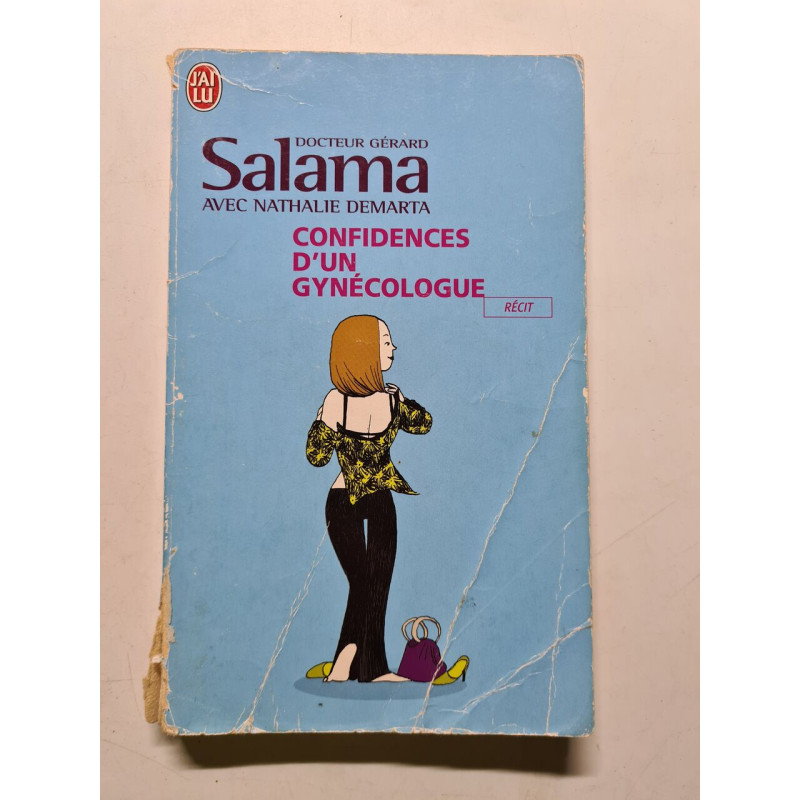 J'AI
LU
DOCTEUR GÉRARD
Salama
AVEC NATHALIE DEMARTA
CONFIDENCES
D'UN
GYNÉCOLOGUE
RÉCIT